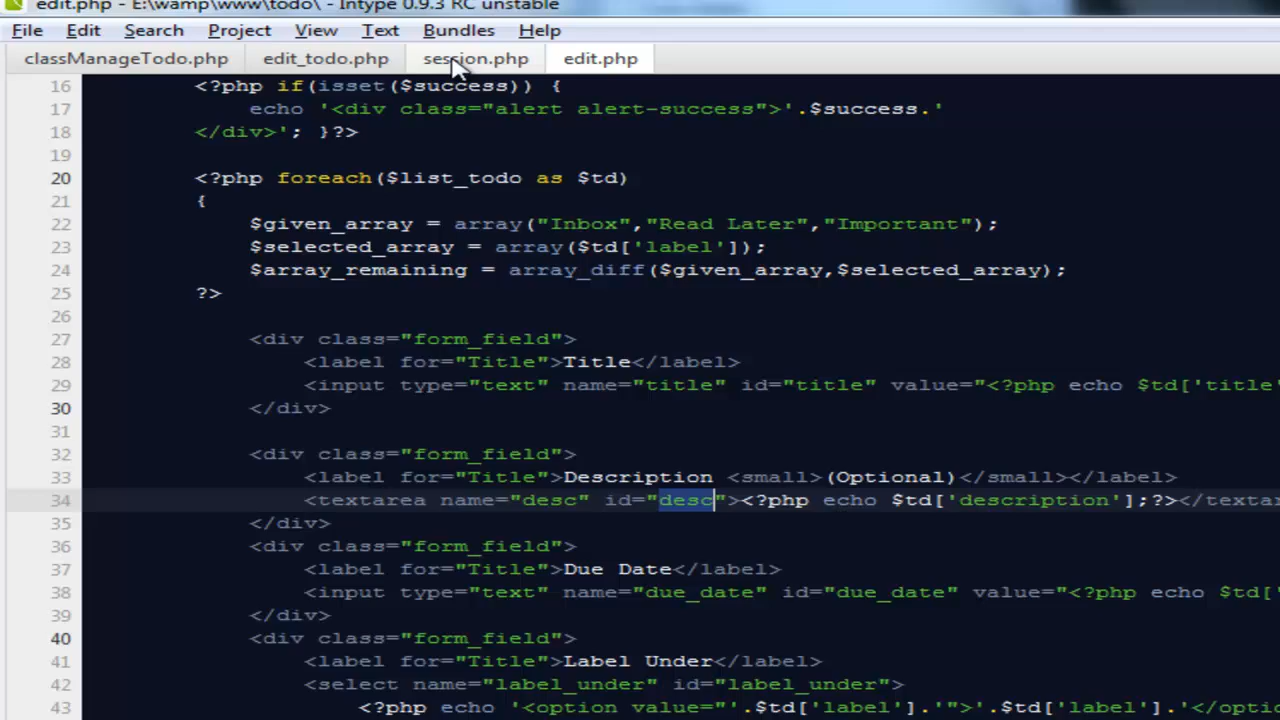 edit.php - E:\wamp\www\todo\ - Intype 0.9.3 RC unstable
File Edit Search Project View Text Bundles Help
classManageTodo.php edit_todo.php session.php edit.php
16 <?php if(isset($success)) {
17 echo '<div class="alert alert-success">'.$success.'
18 </div>'; }?>
19
20 <?php foreach($list_todo as $td)
21 {
22 $given_array = array("Inbox","Read Later","Important");
23 $selected_array = array($td['label']);
24 $array_remaining = array_diff($given_array,$selected_array);
25 ?>
26
27 <div class="form_field">
28 <label for="Title">Title</label>
29 <input type="text" name="title" id="title" value="<?php echo $td['title'
30 </div>
31
32 <div class="form_field">
33 <label for="Title">Description <small>(Optional)</small></label>
34 <textarea name="desc" id="desc"><?php echo $td['description'];?></textar
35 </div>
36 <div class="form_field">
37 <label for="Title">Due Date</label>
38 <input type="text" name="due_date" id="due_date" value="<?php echo $td['
39 </div>
40 <div class="form_field">
41 <label for="Title">Label Under</label>
42 <select name="label_under" id="label_under">
43 <?php echo '<option value="'.$td['label'].'">'.$td['label'].'</optio